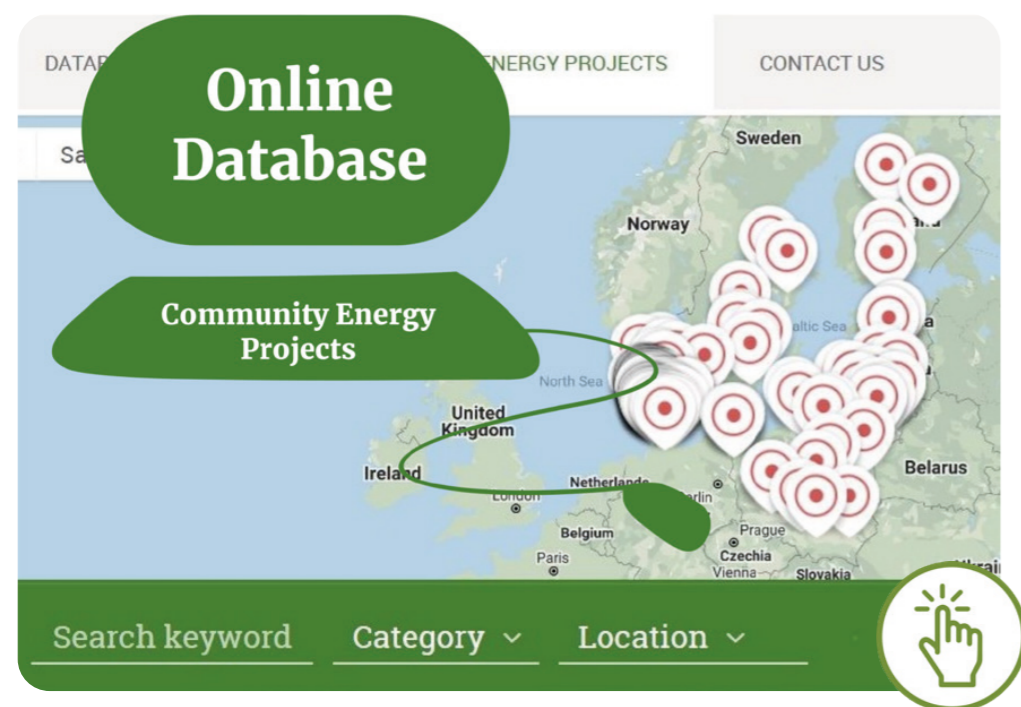 ENERGY PROJECTS
CONTACT US
Online
Database
Sweden
Norway
Community Energy
Projects
North Sea
United
Kingdom
Ireland
Netherlands
London
Belarus
Belgium
Prague
Paris
Czechia
Vienna
Slovakia
Search keyword
Category
Location